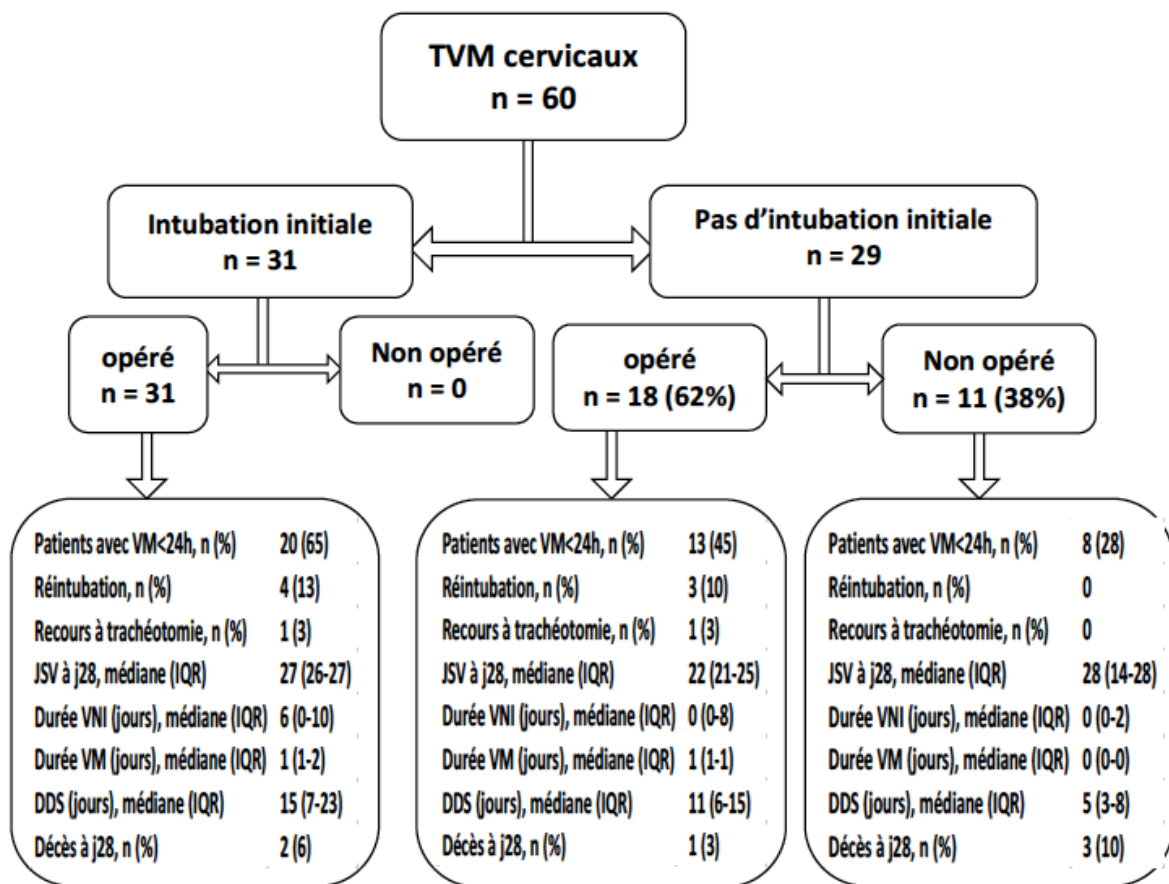 TVM cervicaux
n = 60
Intubation initiale
n = 31
Pas d’intubation initiale
n = 29
opéré
n = 31
Non opéré
n = 0
opéré
n = 18 (62%)
Non opéré
n = 11 (38%)
Patients avec VM<24h, n (%) 20 (65)
Réintubation, n (%) 4 (13)
Recours à trachéotomie, n (%) 1 (3)
JSV à j28, médiane (IQR) 27 (26-27)
Durée VNI (jours), médiane (IQR) 6 (0-10)
Durée VM (jours), médiane (IQR) 1 (1-2)
DDS (jours), médiane (IQR) 15 (7-23)
Décès à j28, n (%) 2 (6)
Patients avec VM<24h, n (%) 13 (45)
Réintubation, n (%) 3 (10)
Recours à trachéotomie, n (%) 1 (3)
JSV à j28, médiane (IQR) 22 (21-25)
Durée VNI (jours), médiane (IQR) 0 (0-8)
Durée VM (jours), médiane (IQR) 1 (1-1)
DDS (jours), médiane (IQR) 11 (6-15)
Décès à j28, n (%) 1 (3)
Patients avec VM<24h, n (%) 8 (28)
Réintubation, n (%) 0
Recours à trachéotomie, n (%) 0
JSV à j28, médiane (IQR) 28 (14-28)
Durée VNI (jours), médiane (IQR) 0 (0-2)
Durée VM (jours), médiane (IQR) 0 (0-0)
DDS (jours), médiane (IQR) 5 (3-8)
Décès à j28, n (%) 3 (10)